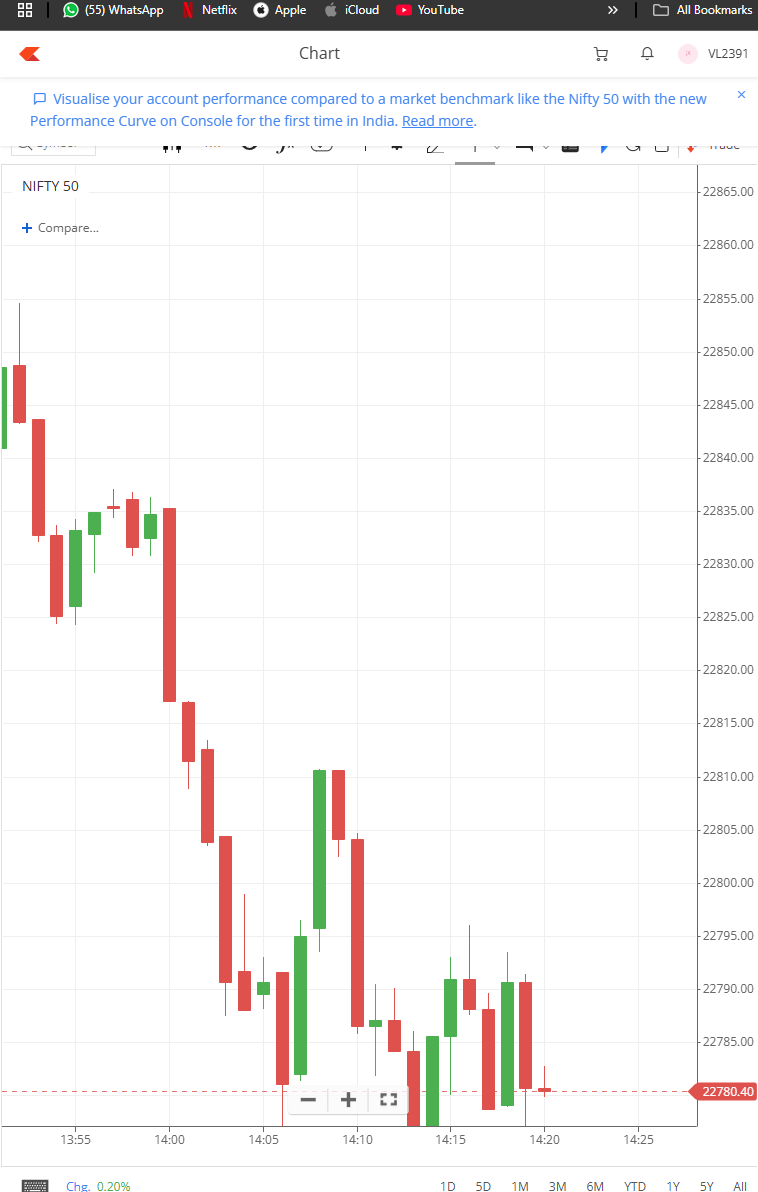 (55) WhatsApp Netflix Apple iCloud YouTube » All Bookmarks
Chart VL2391
Visualise your account performance compared to a market benchmark like the Nifty 50 with the new
Performance Curve on Console for the first time in India. Read more.
NIFTY 50
+ Compare...
22865.00
22860.00
22855.00
22850.00
22845.00
22840.00
22835.00
22830.00
22825.00
22820.00
22815.00
22810.00
22805.00
22800.00
22795.00
22790.00
22785.00
22780.40
13:55 14:00 14:05 14:10 14:15 14:20 14:25
Chg. 0.20% 1D 5D 1M 3M 6M YTD 1Y 5Y All